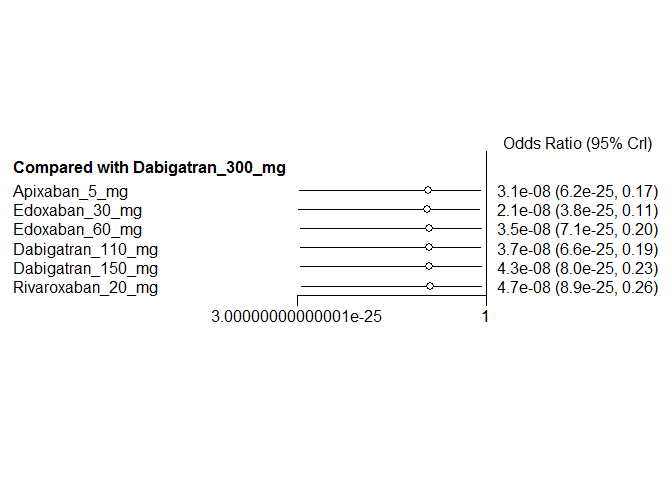 Odds Ratio (95% CrI)
Compared with Dabigatran_300_mg
Apixaban_5_mg 3.1e-08 (6.2e-25, 0.17)
Edoxaban_30_mg 2.1e-08 (3.8e-25, 0.11)
Edoxaban_60_mg 3.5e-08 (7.1e-25, 0.20)
Dabigatran_110_mg 3.7e-08 (6.6e-25, 0.19)
Dabigatran_150_mg 4.3e-08 (8.0e-25, 0.23)
Rivaroxaban_20_mg 4.7e-08 (8.9e-25, 0.26)
3.00000000000001e-25 1